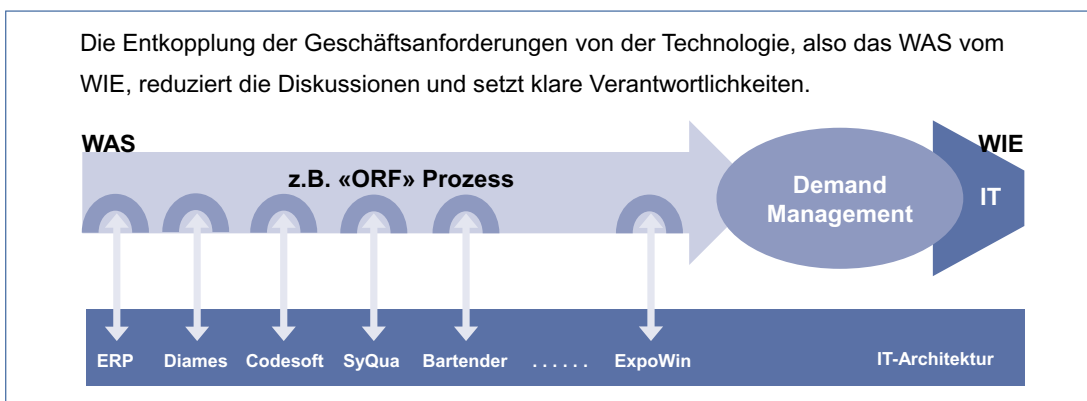 Die Entkopplung der Geschäftsanforderungen von der Technologie, also das WAS vom
WIE, reduziert die Diskussionen und setzt klare Verantwortlichkeiten.
WAS
WIE
z.B. «ORF» Prozess
Demand
Management
IT
ERP Diames Codesoft SyQua Bartender . . . . . . ExpoWin IT-Architektur